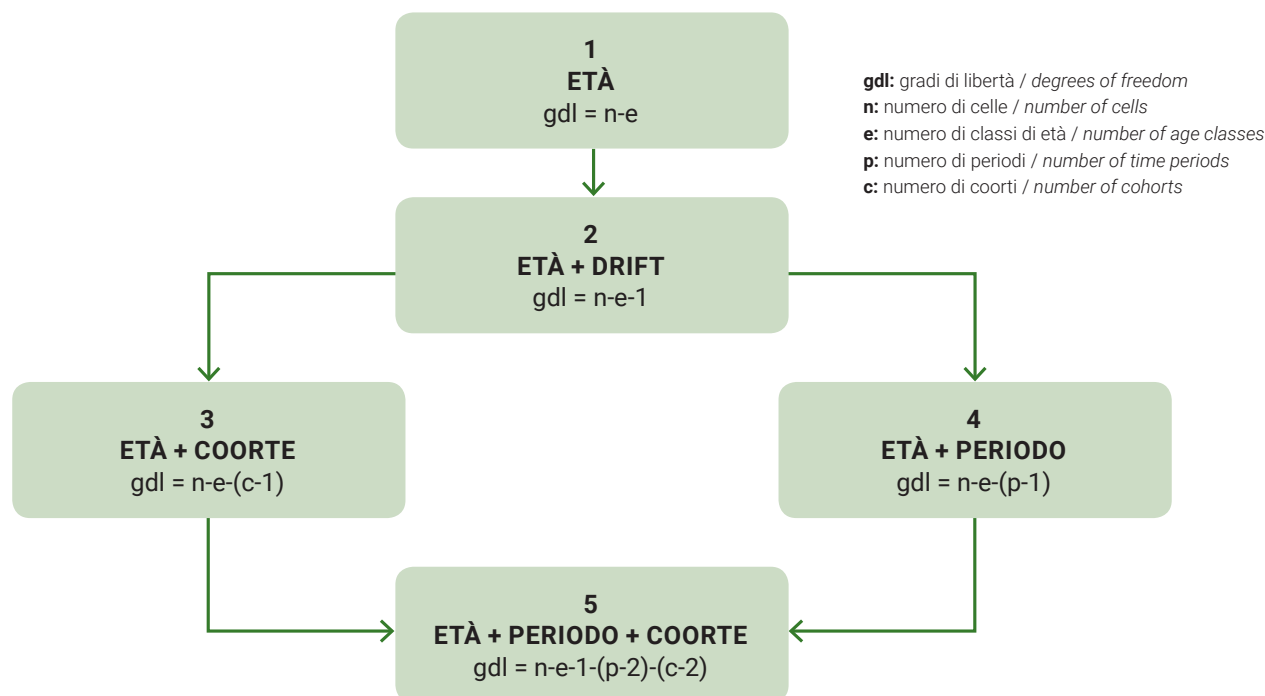 1
ETÀ
gdl = n-e
gdl: gradi di libertà / degrees of freedom
n: numero di celle / number of cells
e: numero di classi di età / number of age classes
p: numero di periodi / number of time periods
c: numero di coorti / number of cohorts
2
ETÀ + DRIFT
gdl = n-e-1
3
ETÀ + COORTE
gdl = n-e-(c-1)
4
ETÀ + PERIODO
gdl = n-e-(p-1)
5
ETÀ + PERIODO + COORTE
gdl = n-e-1-(p-2)-(c-2)